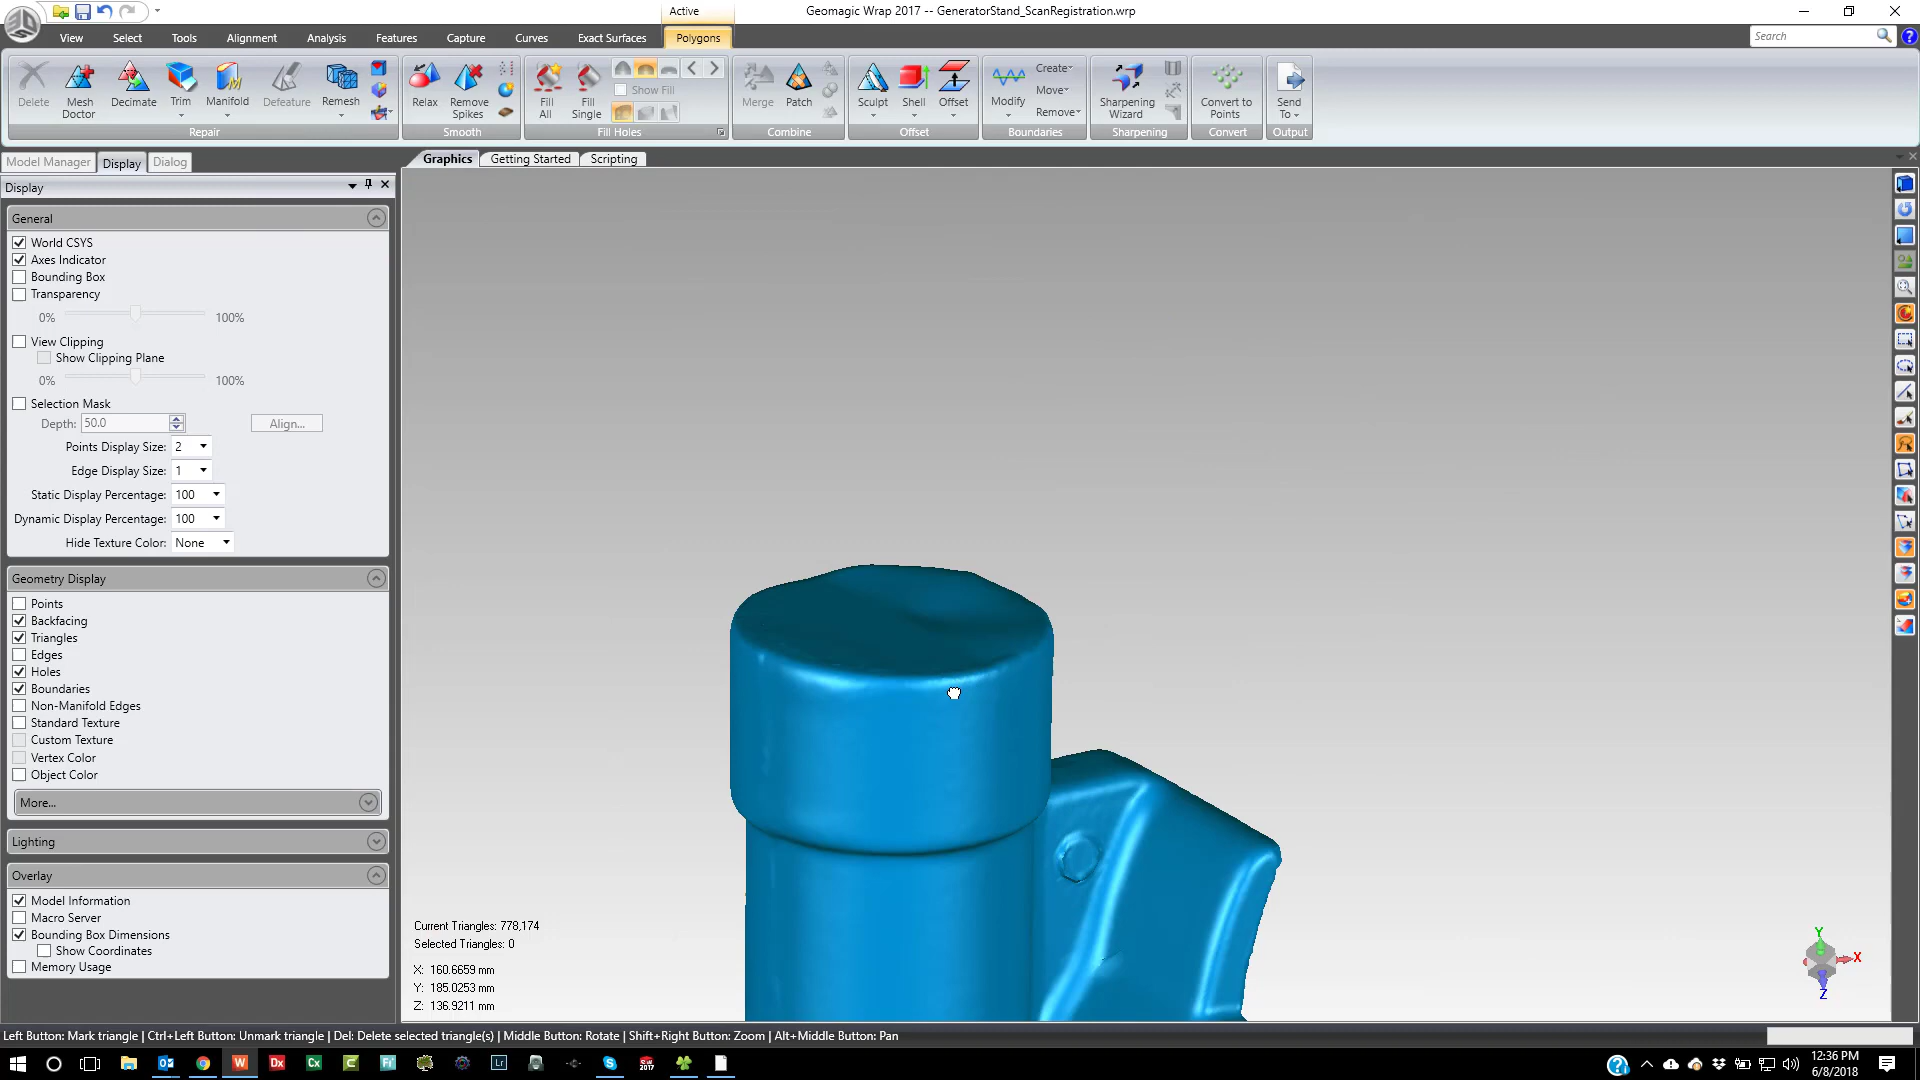 Active
Geomagic Wrap 2017 -- GeneratorStand_ScanRegistration.wrp
View Select Tools Alignment Analysis Features Capture Curves Exact Surfaces Polygons
Search
Delete
Mesh Doctor
Decimate
Trim
Manifold
Defeature
Remesh
Repair
Relax
Remove Spikes
Smooth
Fill All
Fill Single
Show Fill
Fill Holes
Merge
Patch
Combine
Sculpt
Shell
Offset
Offset
Modify
Create
Move
Remove
Boundaries
Sharpening Wizard
Sharpening
Convert to Points
Convert
Send To
Output
Model Manager Display Dialog
Graphics Getting Started Scripting
Display
General
World CSYS
Axes Indicator
Bounding Box
Transparency
0% 100%
View Clipping
Show Clipping Plane
0% 100%
Selection Mask
Depth: 50.0 Align...
Points Display Size: 2
Edge Display Size: 1
Static Display Percentage: 100
Dynamic Display Percentage: 100
Hide Texture Color: None
Geometry Display
Points
Backfacing
Triangles
Edges
Holes
Boundaries
Non-Manifold Edges
Standard Texture
Custom Texture
Vertex Color
Object Color
More...
Lighting
Overlay
Model Information
Macro Server
Bounding Box Dimensions
Show Coordinates
Memory Usage
Current Triangles: 778,174
Selected Triangles: 0
X: 160.6659 mm
Y: 185.0253 mm
Z: 136.9211 mm
Y
X
Z
Left Button: Mark triangle | Ctrl+Left Button: Unmark triangle | Del: Delete selected triangle(s) | Middle Button: Rotate | Shift+Right Button: Zoom | Alt+Middle Button: Pan
12:36 PM
6/8/2018